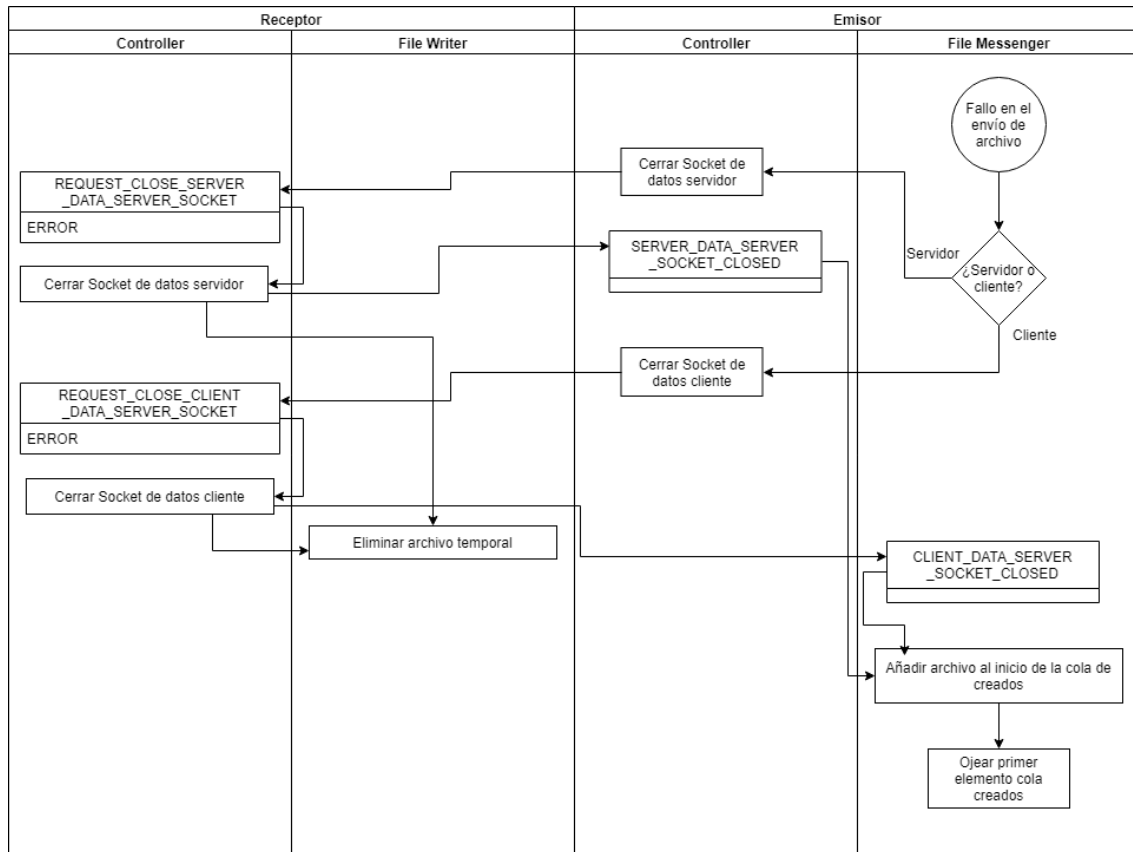 Receptor
Emisor
Controller
File Writer
Controller
File Messenger
Fallo en el
envío de
archivo
Cerrar Socket de
datos servidor
REQUEST_CLOSE_SERVER
_DATA_SERVER_SOCKET
ERROR
SERVER_DATA_SERVER
_SOCKET_CLOSED
Servidor
¿Servidor o
cliente?
Cerrar Socket de datos servidor
Cliente
Cerrar Socket de
datos cliente
REQUEST_CLOSE_CLIENT
_DATA_SERVER_SOCKET
ERROR
Cerrar Socket de datos cliente
Eliminar archivo temporal
CLIENT_DATA_SERVER
_SOCKET_CLOSED
Añadir archivo al inicio de la cola de
creados
Ojear primer
elemento cola
creados